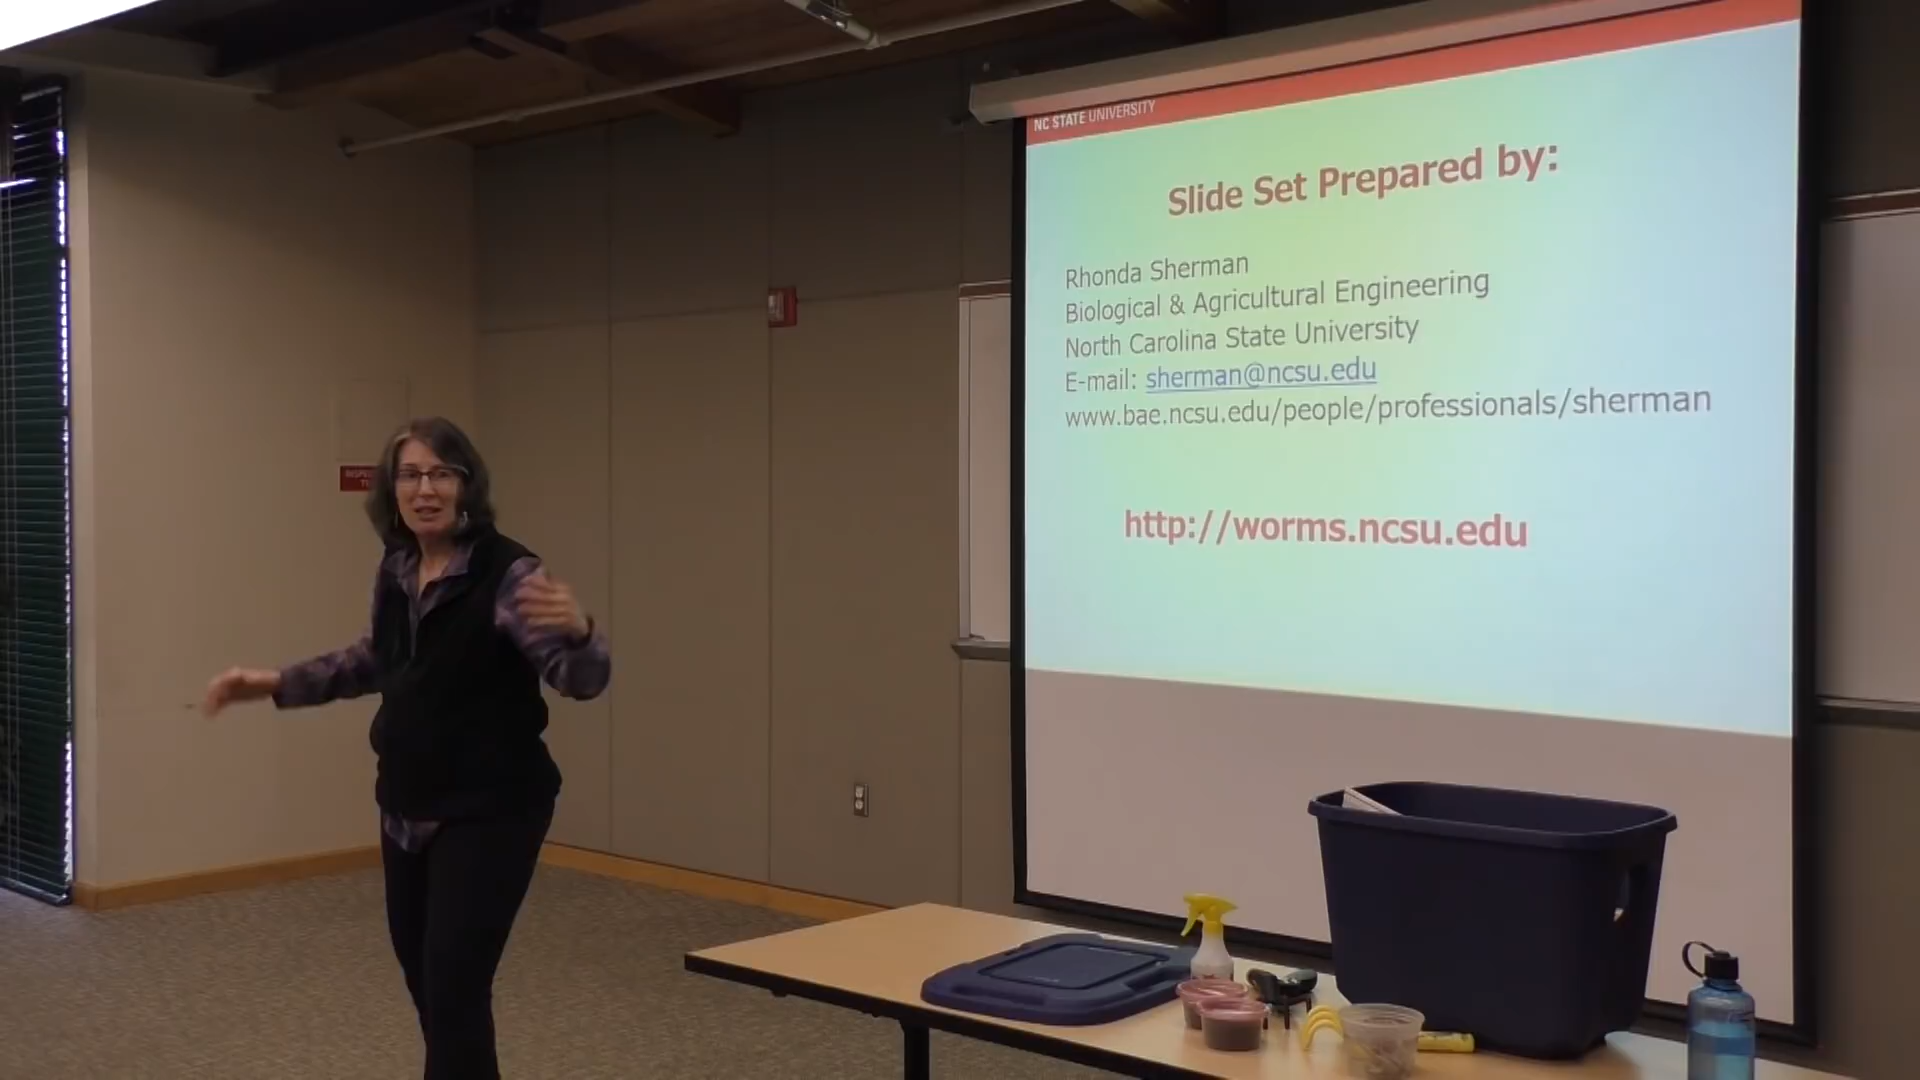 NC STATE UNIVERSITY
Slide Set Prepared by:
Rhonda Sherman
Biological & Agricultural Engineering
North Carolina State University
E-mail: sherman@ncsu.edu
www.bae.ncsu.edu/people/professionals/sherman
http://worms.ncsu.edu